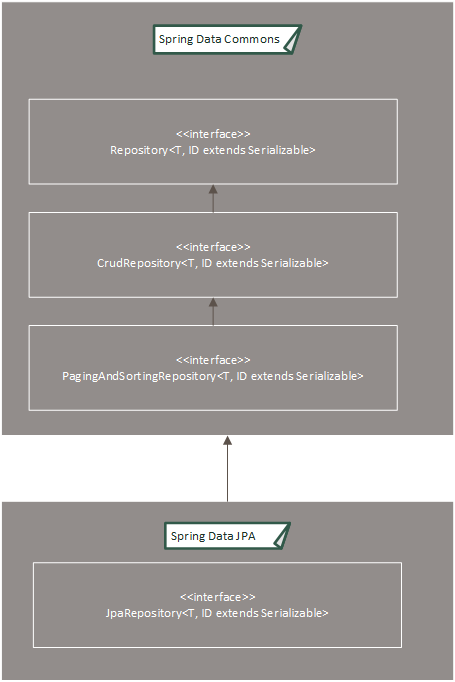 Spring Data Commons
<<interface>>
Repository<T, ID extends Serializable>
<<interface>>
CrudRepository<T, ID extends Serializable>
<<interface>>
PagingAndSortingRepository<T, ID extends Serializable>
Spring Data JPA
<<interface>>
JpaRepository<T, ID extends Serializable>